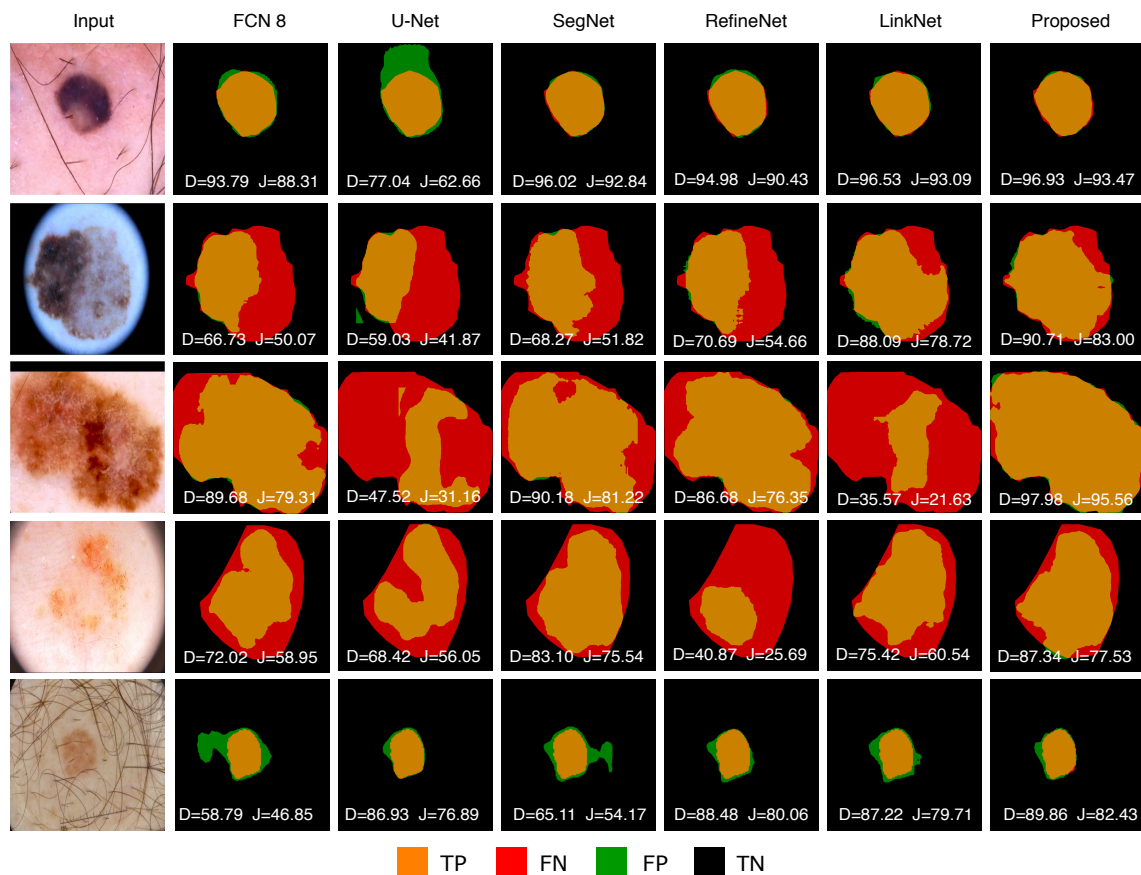 Input FCN 8 U-Net SegNet RefineNet LinkNet Proposed
D=93.79 J=88.31 D=77.04 J=62.66 D=96.02 J=92.84 D=94.98 J=90.43 D=96.53 J=93.09 D=96.93 J=93.47
D=66.73 J=50.07 D=59.03 J=41.87 D=68.27 J=51.82 D=70.69 J=54.66 D=88.09 J=78.72 D=90.71 J=83.00
D=89.68 J=79.31 D=47.52 J=31.16 D=90.18 J=81.22 D=86.68 J=76.35 D=35.57 J=21.63 D=97.98 J=95.56
D=72.02 J=58.95 D=68.42 J=56.05 D=83.10 J=75.54 D=40.87 J=25.69 D=75.42 J=60.54 D=87.34 J=77.53
D=58.79 J=46.85 D=86.93 J=76.89 D=65.11 J=54.17 D=88.48 J=80.06 D=87.22 J=79.71 D=89.86 J=82.43
TP FN FP TN